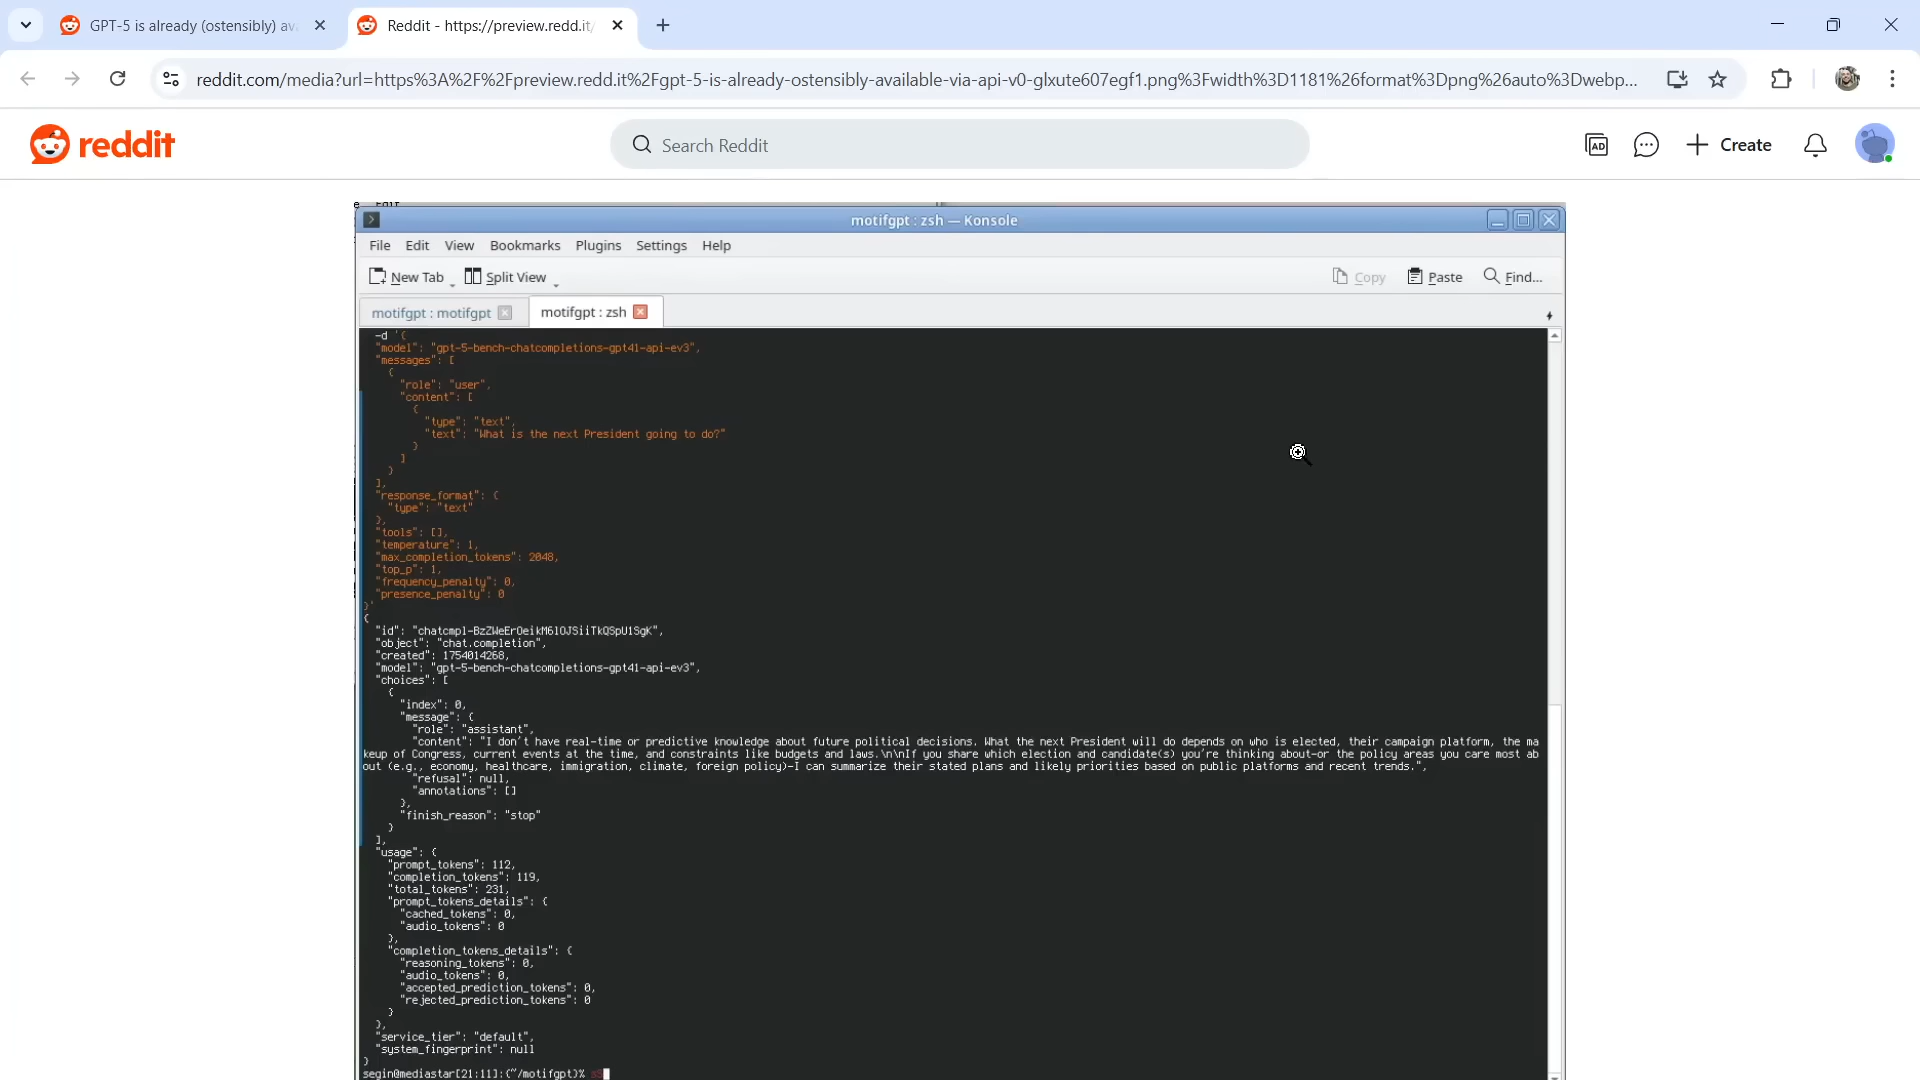 GPT-5 is already (ostensibly) av
Reddit - https://preview.redd.it/
reddit.com/media?url=https%3A%2F%2Fpreview.redd.it%2Fgpt-5-is-already-ostensibly-available-via-api-v0-glxute607egf1.png%3Fwidth%3D1181%26format%3Dpng%26auto%3Dwebp...
reddit
Search Reddit
AD
Create
Edit
motifgpt : zsh — Konsole
File Edit View Bookmarks Plugins Settings Help
New Tab Split View Copy Paste Find...
motifgpt : motifgpt motifgpt : zsh
-d '{
"model": "gpt-5-bench-chatcompletions-gpt41-api-ev3",
"messages": [
{
"role": "user",
"content": [
{
"type": "text",
"text": "What is the next President going to do?"
}
]
}
],
"response_format": {
"type": "text"
},
"tools": [],
"temperature": 1,
"max_completion_tokens": 2048,
"top_p": 1,
"frequency_penalty": 0,
"presence_penalty": 0
}'
{
"id": "chatcmpl-BzZWeErOeikM6lOJSiiTkQSpU1SgK",
"object": "chat.completion",
"created": 1754014268,
"model": "gpt-5-bench-chatcompletions-gpt41-api-ev3",
"choices": [
{
"index": 0,
"message": {
"role": "assistant",
"content": "I don't have real-time or predictive knowledge about future political decisions. What the next President will do depends on who is elected, their campaign platform, the ma
keup of Congress, current events at the time, and constraints like budgets and laws.\n\nIf you share which election and candidate(s) you're thinking about—or the policy areas you care most ab
out (e.g., economy, healthcare, immigration, climate, foreign policy)—I can summarize their stated plans and likely priorities based on public platforms and recent trends.",
"refusal": null,
"annotations": []
},
"finish_reason": "stop"
}
],
"usage": {
"prompt_tokens": 112,
"completion_tokens": 119,
"total_tokens": 231,
"prompt_tokens_details": {
"cached_tokens": 0,
"audio_tokens": 0
},
"completion_tokens_details": {
"reasoning_tokens": 0,
"audio_tokens": 0,
"accepted_prediction_tokens": 0,
"rejected_prediction_tokens": 0
}
},
"service_tier": "default",
"system_fingerprint": null
}
segin@mediastar[21:11]:(~/motifgpt)%